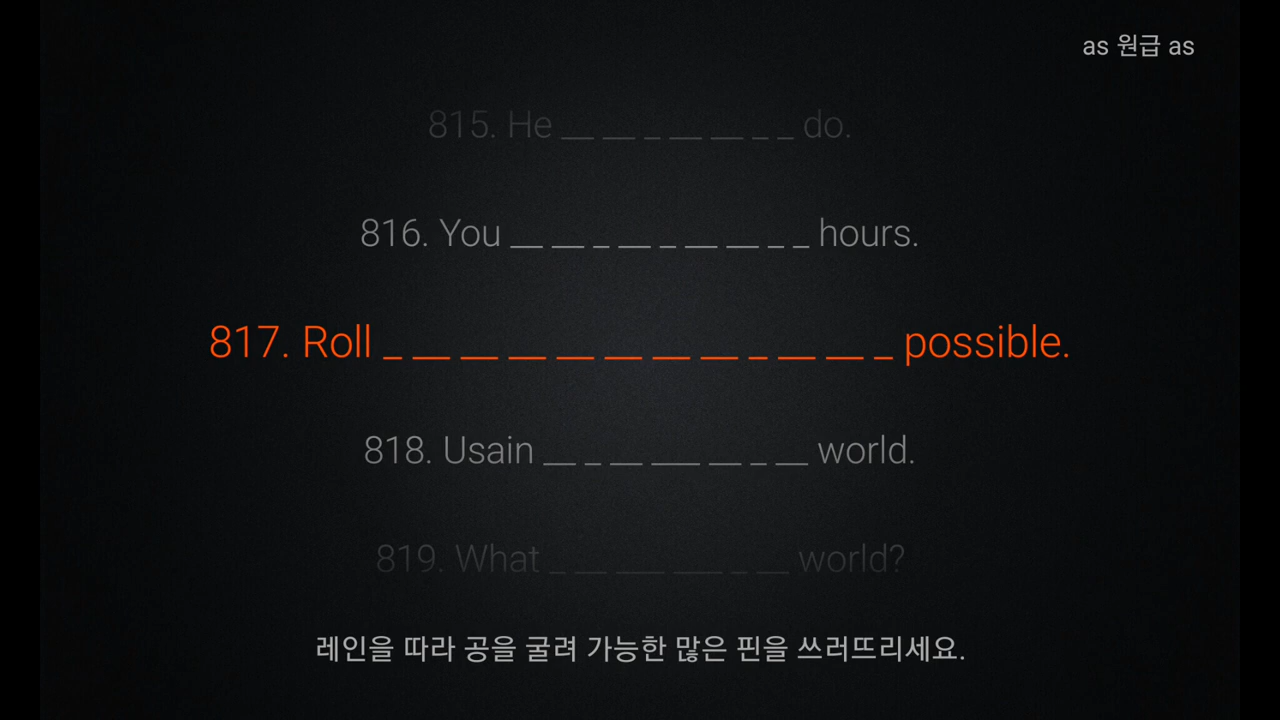 as 원급 as
815. He __ __ _ __ __ _ _ do.
816. You __ __ _ __ _ __ __ _ _ hours.
817. Roll _ __ __ __ __ __ __ __ _ __ __ _ possible.
818. Usain __ _ __ ___ __ _ __ world.
819. What _ __ ___ ___ _ __ world?
레인을 따라 공을 굴려 가능한 많은 핀을 쓰러뜨리세요.